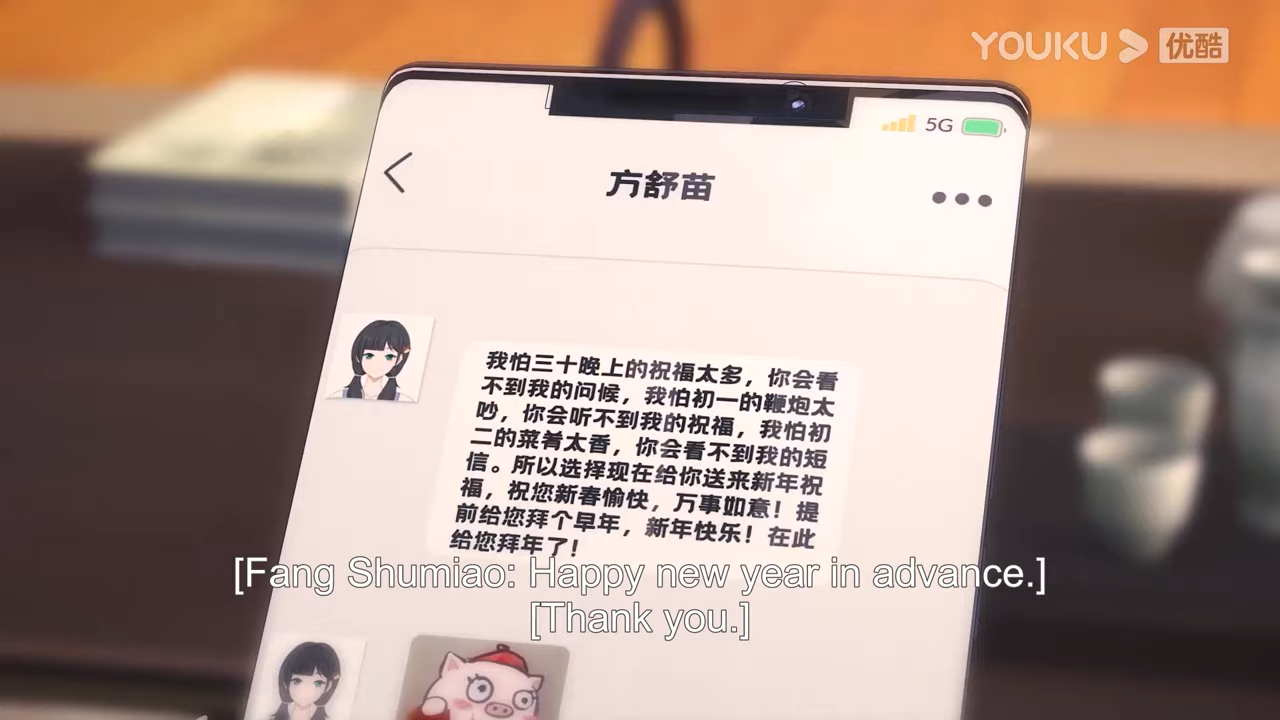 YOUKU 优酷
5G
方舒苗
我怕三十晚上的祝福太多，你会看
不到我的问候，我怕初一的鞭炮太
吵，你会听不到我的祝福，我怕初
二的菜肴太香，你会看不到我的短
信。所以选择现在给你送来新年祝
福，祝您新春愉快，万事如意！提
前给您拜个早年，新年快乐！在此
给您拜年了！
[Fang Shumiao: Happy new year in advance.]
[Thank you.]